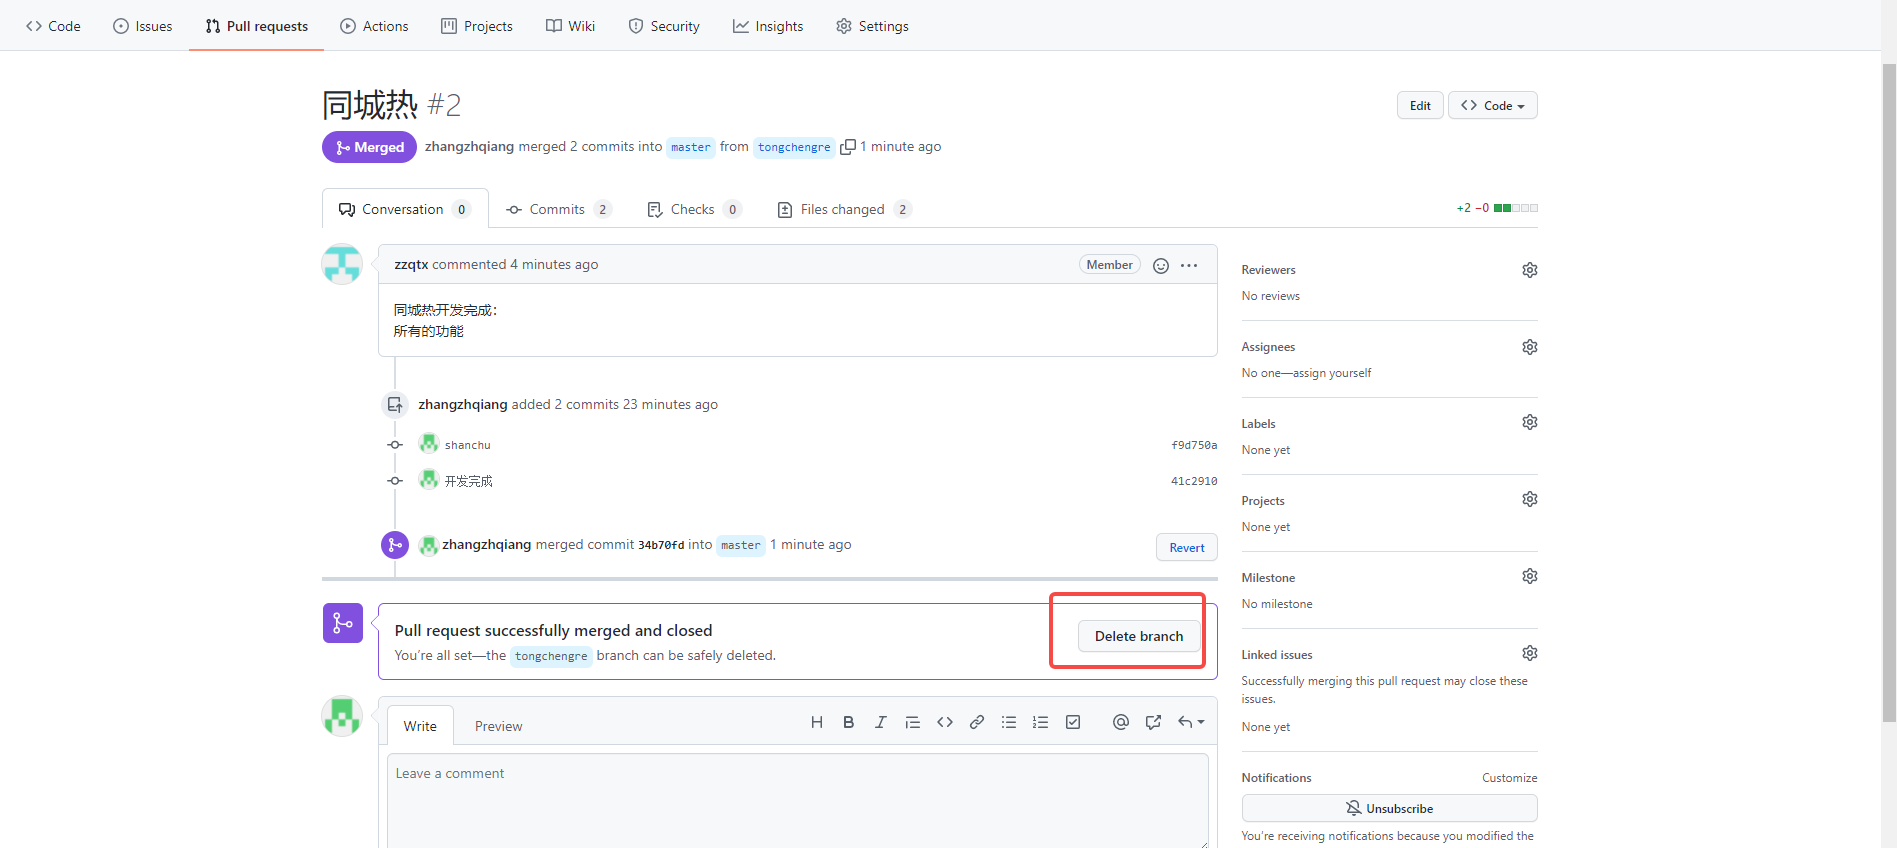 Code Issues Pull requests Actions Projects Wiki Security Insights Settings
同城热 #2
Edit Code
Merged zhangzhqiang merged 2 commits into master from tongchengre 1 minute ago
Conversation 0 Commits 2 Checks 0 Files changed 2
+2 −0
zzqtx commented 4 minutes ago Member
同城热开发完成：
所有的功能
zhangzhqiang added 2 commits 23 minutes ago
shanchu f9d750a
开发完成 41c2910
zhangzhqiang merged commit 34b70fd into master 1 minute ago
Revert
Pull request successfully merged and closed
You’re all set—the tongchengre branch can be safely deleted.
Delete branch
Write Preview
Leave a comment
Reviewers
No reviews
Assignees
No one—assign yourself
Labels
None yet
Projects
None yet
Milestone
No milestone
Linked issues
Successfully merging this pull request may close these
issues.
None yet
Notifications Customize
Unsubscribe
You’re receiving notifications because you modified the